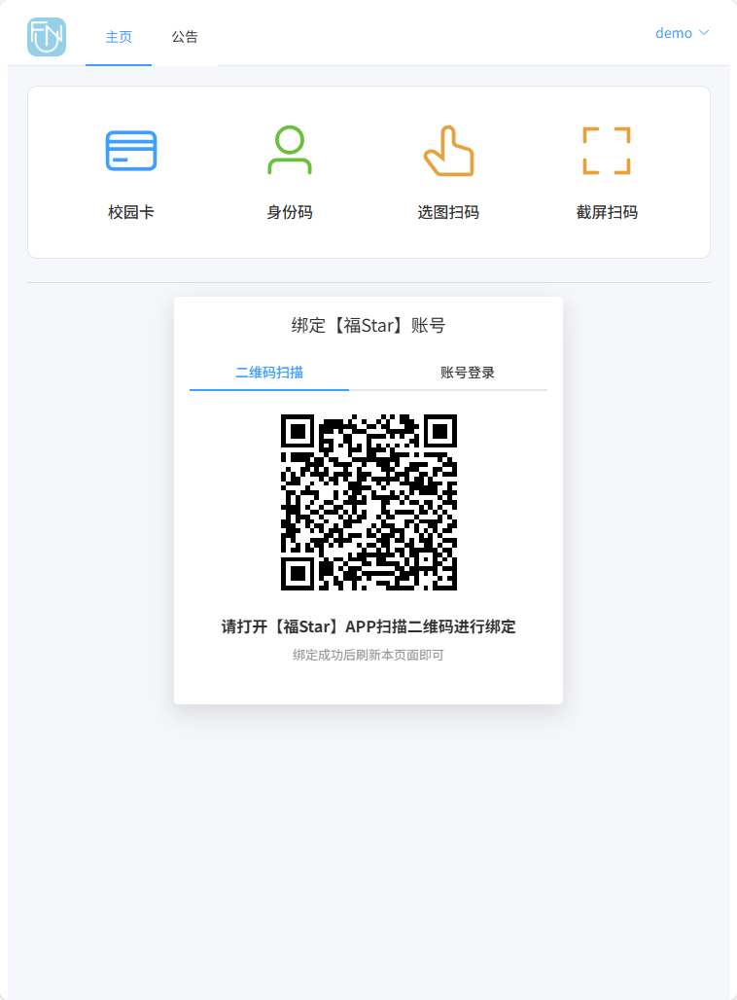 FUN
主页 公告 demo
校园卡 身份码 选图扫码 截屏扫码
绑定【福Star】账号
二维码扫描 账号登录
请打开【福Star】APP扫描二维码进行绑定
绑定成功后刷新本页面即可